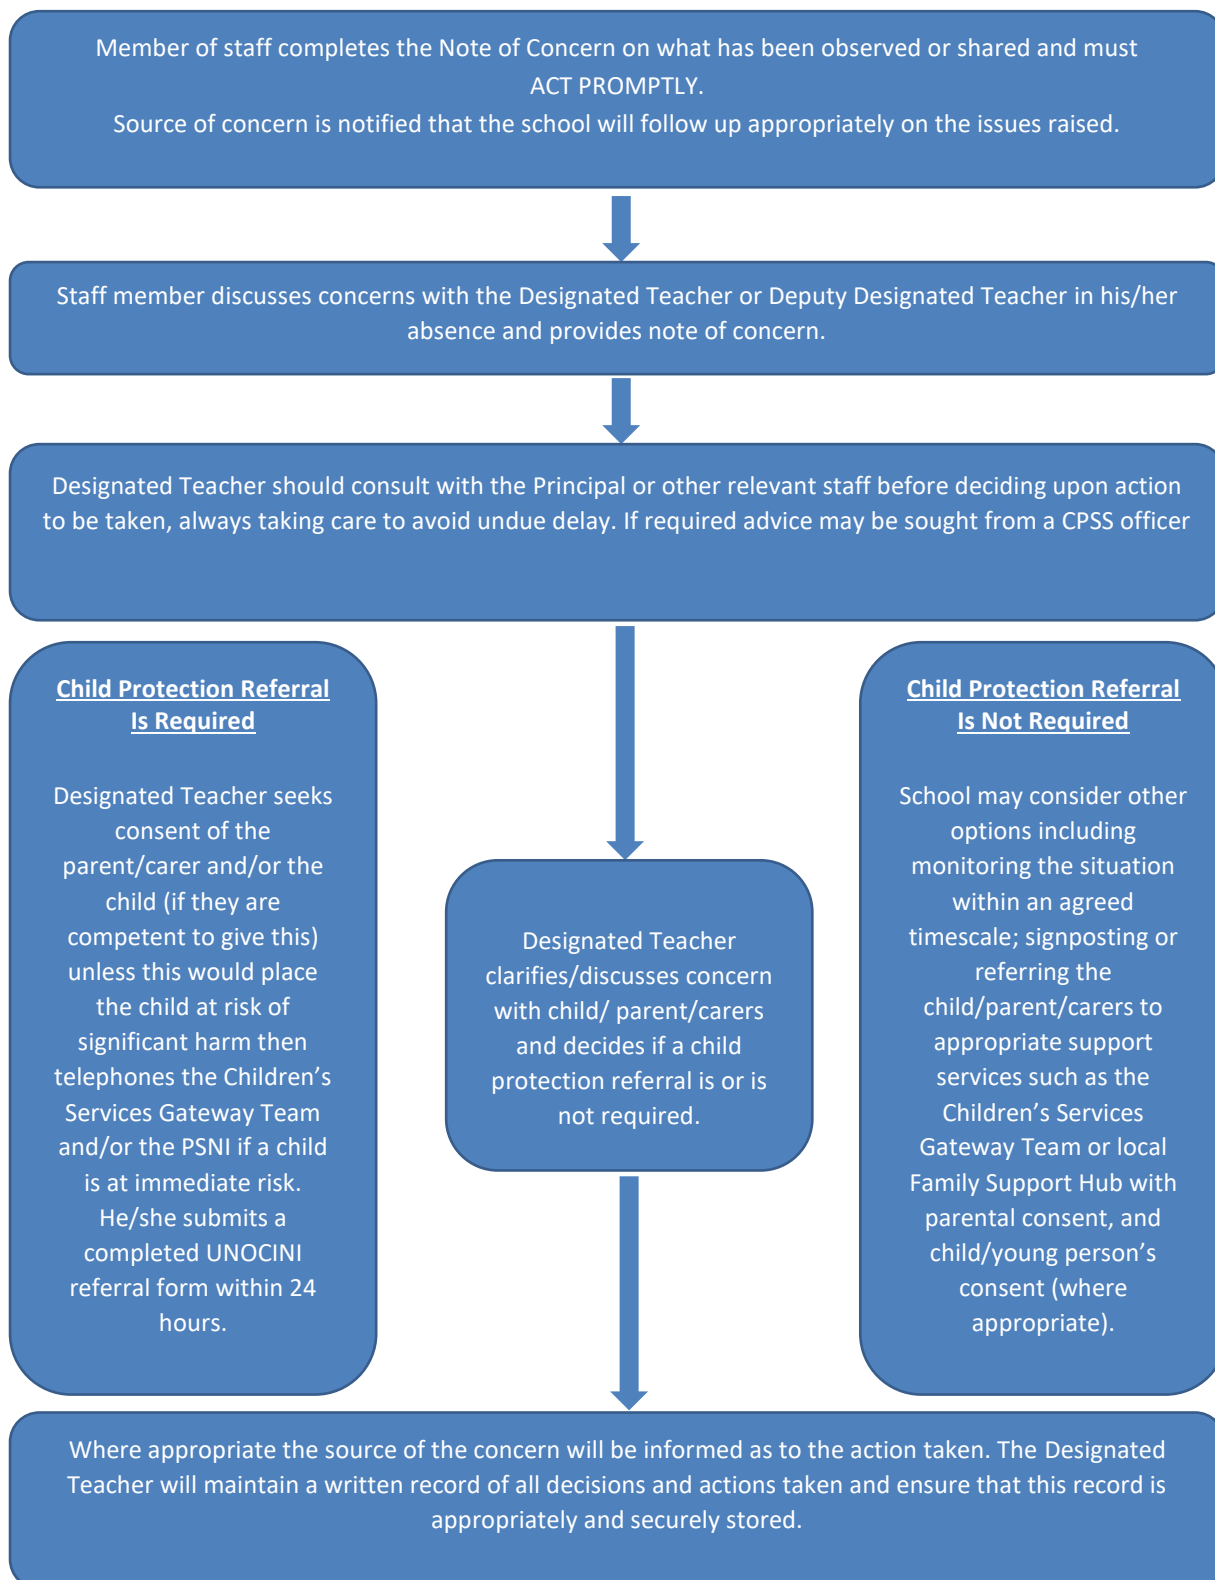 Member of staff completes the Note of Concern on what has been observed or shared and must
ACT PROMPTLY.
Source of concern is notified that the school will follow up appropriately on the issues raised.
Staff member discusses concerns with the Designated Teacher or Deputy Designated Teacher in his/her
absence and provides note of concern.
Designated Teacher should consult with the Principal or other relevant staff before deciding upon action
to be taken, always taking care to avoid undue delay. If required advice may be sought from a CPSS officer
Child Protection Referral
Is Required
Designated Teacher seeks
consent of the
parent/carer and/or the
child (if they are
competent to give this)
unless this would place
the child at risk of
significant harm then
telephones the Children’s
Services Gateway Team
and/or the PSNI if a child
is at immediate risk.
He/she submits a
completed UNOCINI
referral form within 24
hours.
Designated Teacher
clarifies/discusses concern
with child/ parent/carers
and decides if a child
protection referral is or is
not required.
Child Protection Referral
Is Not Required
School may consider other
options including
monitoring the situation
within an agreed
timescale; signposting or
referring the
child/parent/carers to
appropriate support
services such as the
Children’s Services
Gateway Team or local
Family Support Hub with
parental consent, and
child/young person’s
consent (where
appropriate).
Where appropriate the source of the concern will be informed as to the action taken. The Designated
Teacher will maintain a written record of all decisions and actions taken and ensure that this record is
appropriately and securely stored.